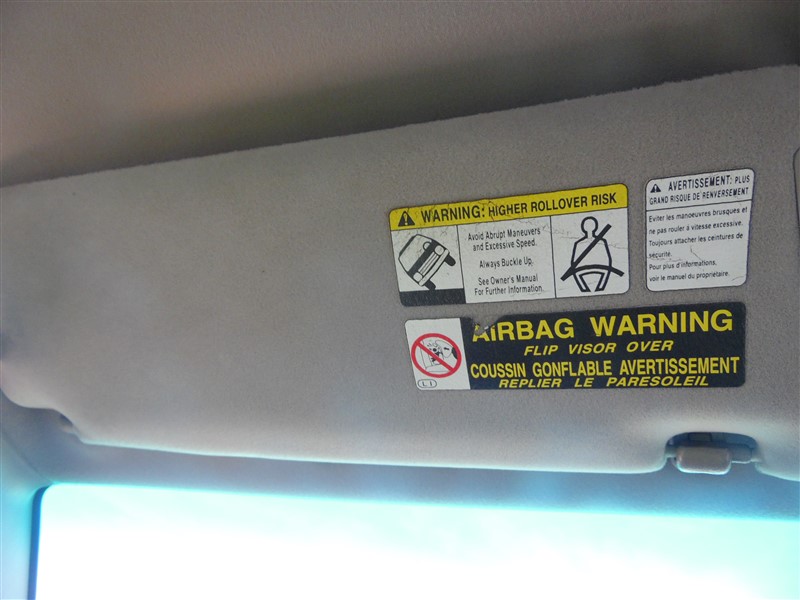 WARNING: HIGHER ROLLOVER RISK
Avoid Abrupt Maneuvers
and Excessive Speed.
Always Buckle Up.
See Owner's Manual
For Further Information.
AVERTISSEMENT: PLUS
GRAND RISQUE DE RENVERSEMENT
Eviter les manoeuvres brusques et
ne pas rouler à vitesse excessive.
Toujours attacher les ceintures de
sécurité.
Pour plus d'informations,
voir le manuel du propriétaire.
AIRBAG WARNING
FLIP VISOR OVER
COUSSIN GONFLABLE AVERTISSEMENT
REPLIER LE PARESOLEIL